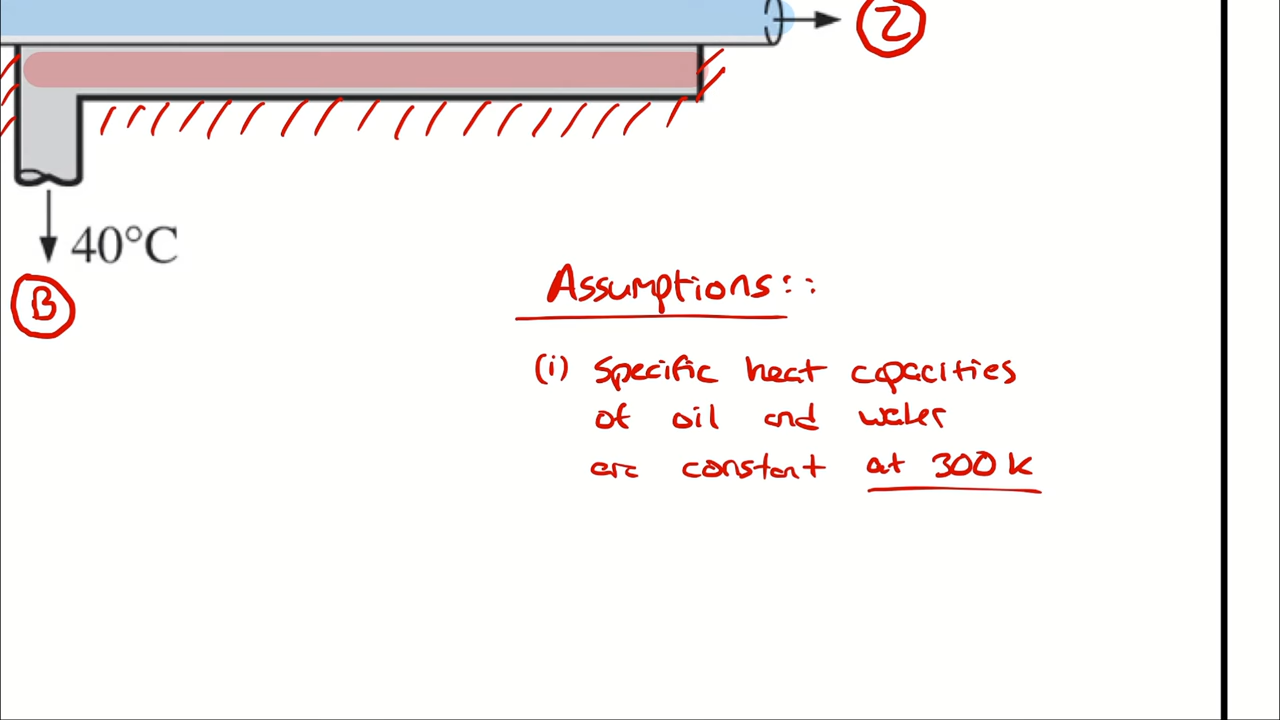 2
40°C
B
Assumptions::
(i) Specific heat capacities
of oil and water
are constant at 300 K